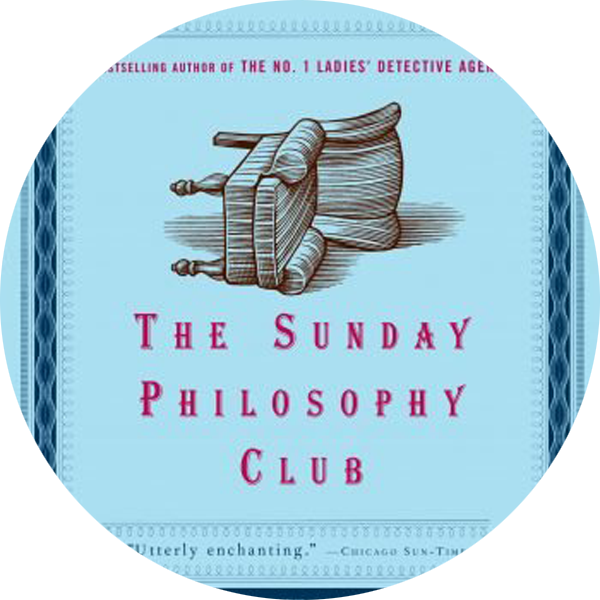 AUTHOR OF THE NO. 1 LADIES' DETECTIVE
THE SUNDAY
PHILOSOPHY
CLUB
"Utterly enchanting." —CHICAGO